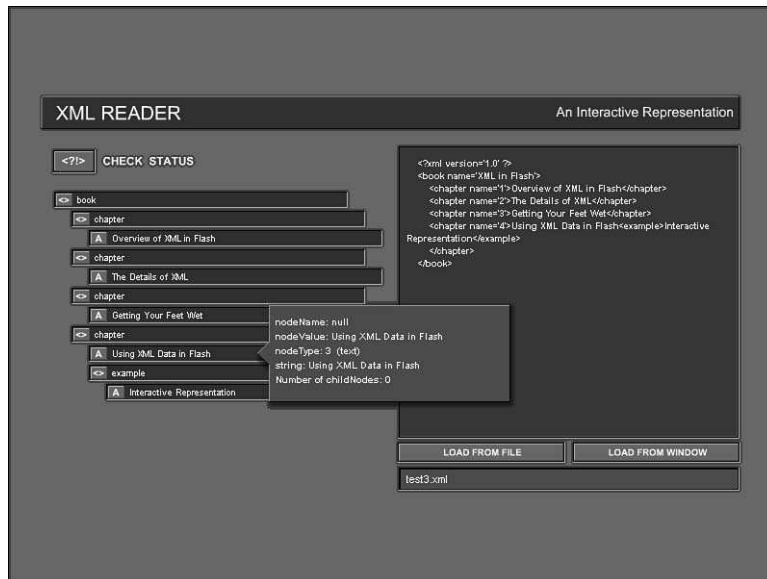 XML READER
An Interactive Representation
<?!> CHECK STATUS
<> book
<> chapter
A Overview of XML in Flash
<> chapter
A The Details of XML
<> chapter
A Getting Your Feet Wet
<> chapter
A Using XML Data in Flash
<> example
A Interactive Representation
nodeName: null
nodeValue: Using XML Data in Flash
nodeType: 3 (text)
string: Using XML Data in Flash
Number of childNodes: 0
<?xml version='1.0' ?>
<book name='XML in Flash'>
<chapter name='1'>Overview of XML in Flash</chapter>
<chapter name='2'>The Details of XML</chapter>
<chapter name='3'>Getting Your Feet Wet</chapter>
<chapter name='4'>Using XML Data in Flash<example>Interactive
Representation</example>
</chapter>
</book>
LOAD FROM FILE
LOAD FROM WINDOW
test3.xml